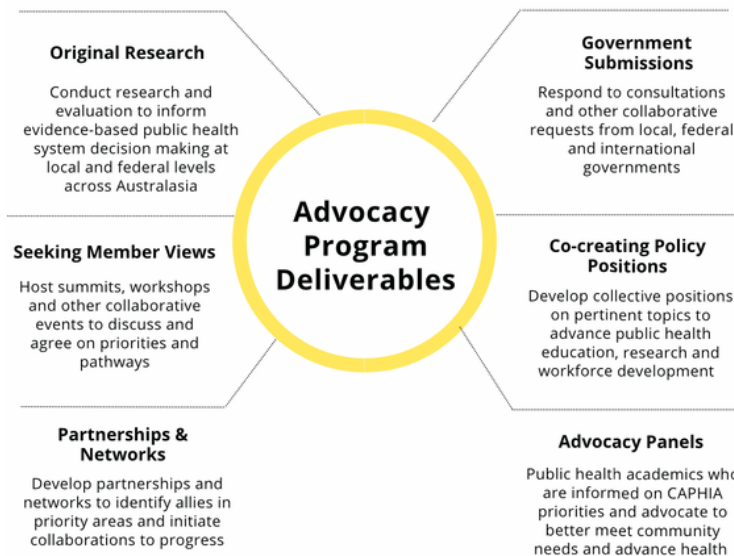 Original Research
Conduct research and
evaluation to inform
evidence-based public health
system decision making at
local and federal levels
across Australasia
Seeking Member Views
Host summits, workshops
and other collaborative
events to discuss and
agree on priorities and
pathways
Partnerships &
Networks
Develop partnerships and
networks to identify allies in
priority areas and initiate
collaborations to progress
Advocacy
Program
Deliverables
Government
Submissions
Respond to consultations
and other collaborative
requests from local, federal
and international
governments
Co-creating Policy
Positions
Develop collective positions
on pertinent topics to
advance public health
education, research and
workforce development
Advocacy Panels
Public health academics who
are informed on CAPHIA
priorities and advocate to
better meet community
needs and advance health